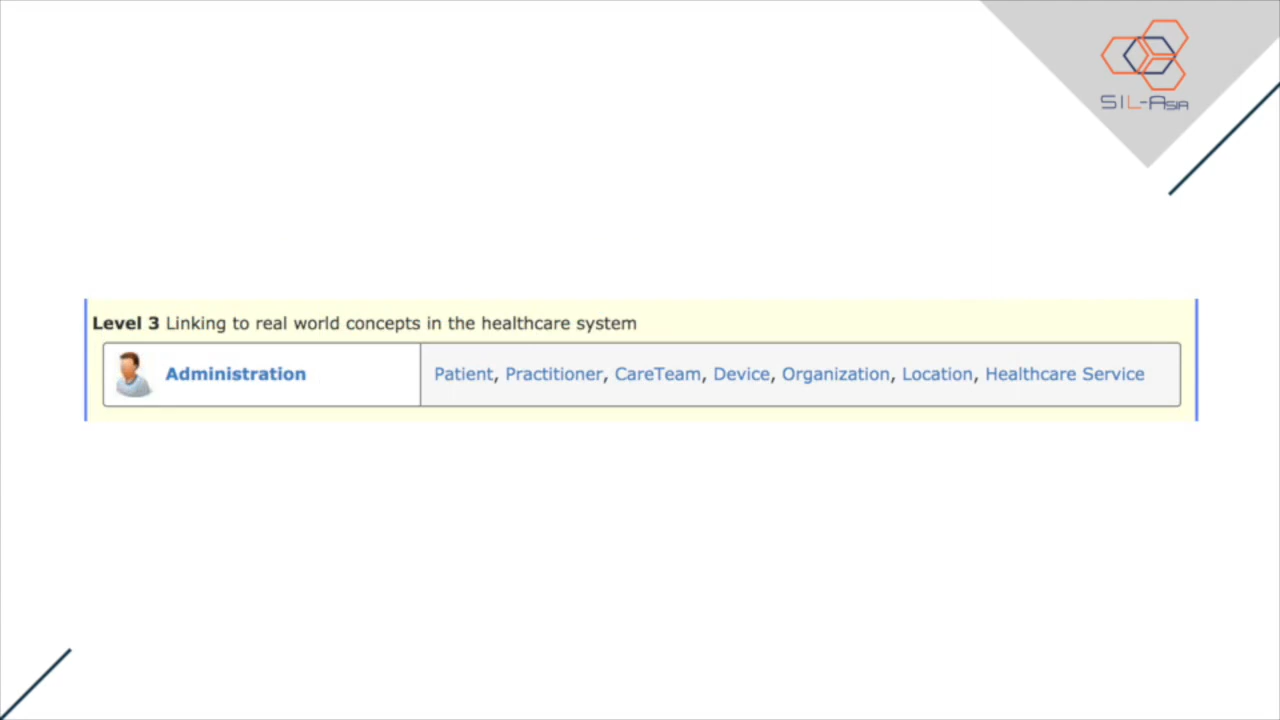 SIL-Asia
Level 3 Linking to real world concepts in the healthcare system
Administration
Patient, Practitioner, CareTeam, Device, Organization, Location, Healthcare Service